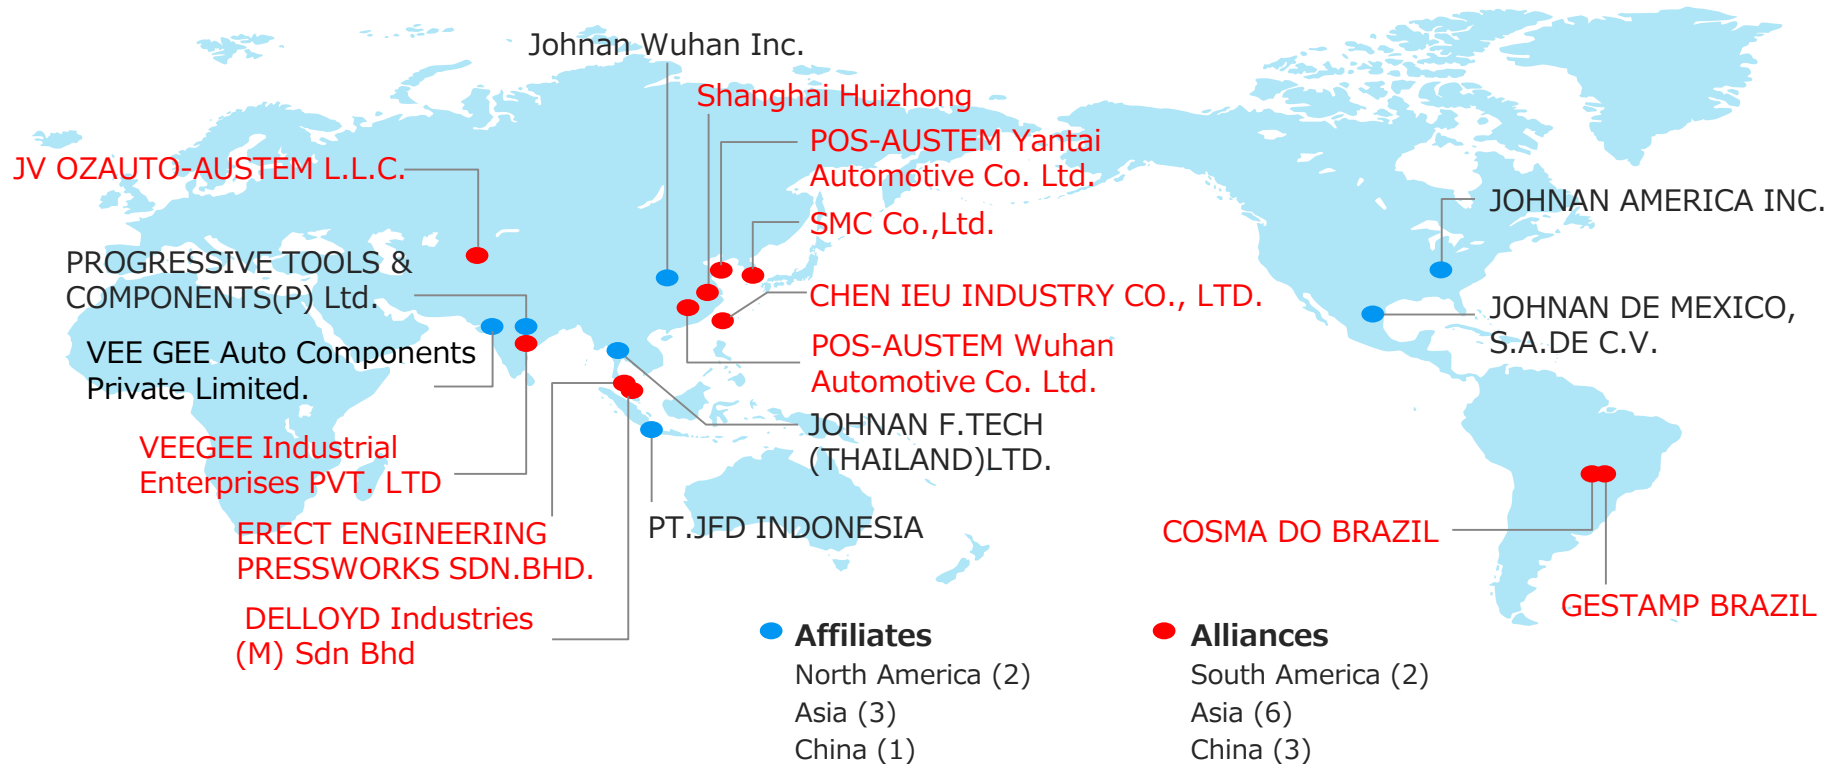 Johnan Wuhan Inc.
Shanghai Huizhong
POS-AUSTEM Yantai
Automotive Co. Ltd.
JV OZAUTO-AUSTEM L.L.C.
SMC Co.,Ltd.
JOHNAN AMERICA INC.
PROGRESSIVE TOOLS &
COMPONENTS(P) Ltd.
CHEN IEU INDUSTRY CO., LTD.
JOHNAN DE MEXICO,
S.A.DE C.V.
VEE GEE Auto Components
Private Limited.
POS-AUSTEM Wuhan
Automotive Co. Ltd.
JOHNAN F.TECH
(THAILAND)LTD.
VEEGEE Industrial
Enterprises PVT. LTD
ERECT ENGINEERING
PRESSWORKS SDN.BHD.
PT.JFD INDONESIA
COSMA DO BRAZIL
GESTAMP BRAZIL
DELLOYD Industries
(M) Sdn Bhd
Affiliates
North America (2)
Asia (3)
China (1)
Alliances
South America (2)
Asia (6)
China (3)